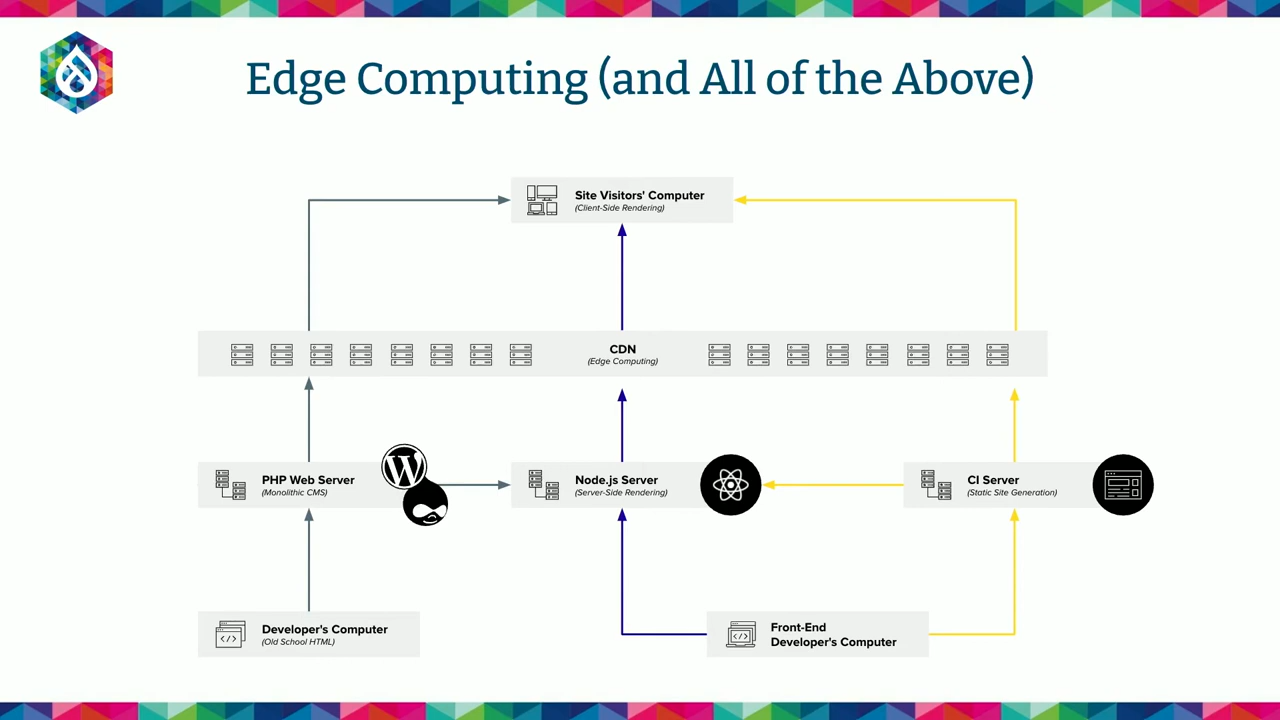 Edge Computing (and All of the Above)
Site Visitors' Computer
(Client-Side Rendering)
CDN
(Edge Computing)
PHP Web Server
(Monolithic CMS)
Node.js Server
(Server-Side Rendering)
CI Server
(Static Site Generation)
Developer's Computer
(Old School HTML)
Front-End
Developer's Computer